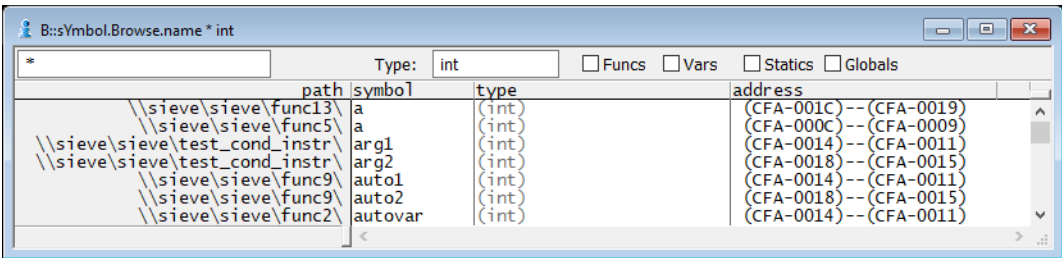 B::sYmbol.Browse.name * int
* Type: int Funcs Vars Statics Globals
path symbol type address
\\sieve\sieve\func13\ a (int) (CFA-001C)--(CFA-0019)
\\sieve\sieve\func5\ a (int) (CFA-000C)--(CFA-0009)
\\sieve\sieve\test_cond_instr\ arg1 (int) (CFA-0014)--(CFA-0011)
\\sieve\sieve\test_cond_instr\ arg2 (int) (CFA-0018)--(CFA-0015)
\\sieve\sieve\func9\ auto1 (int) (CFA-0014)--(CFA-0011)
\\sieve\sieve\func9\ auto2 (int) (CFA-0018)--(CFA-0015)
\\sieve\sieve\func2\ autovar (int) (CFA-0014)--(CFA-0011)